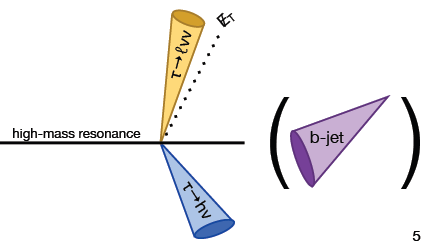 τ→ℓνν
E̸T
high-mass resonance
( b-jet )
τ→hν
5